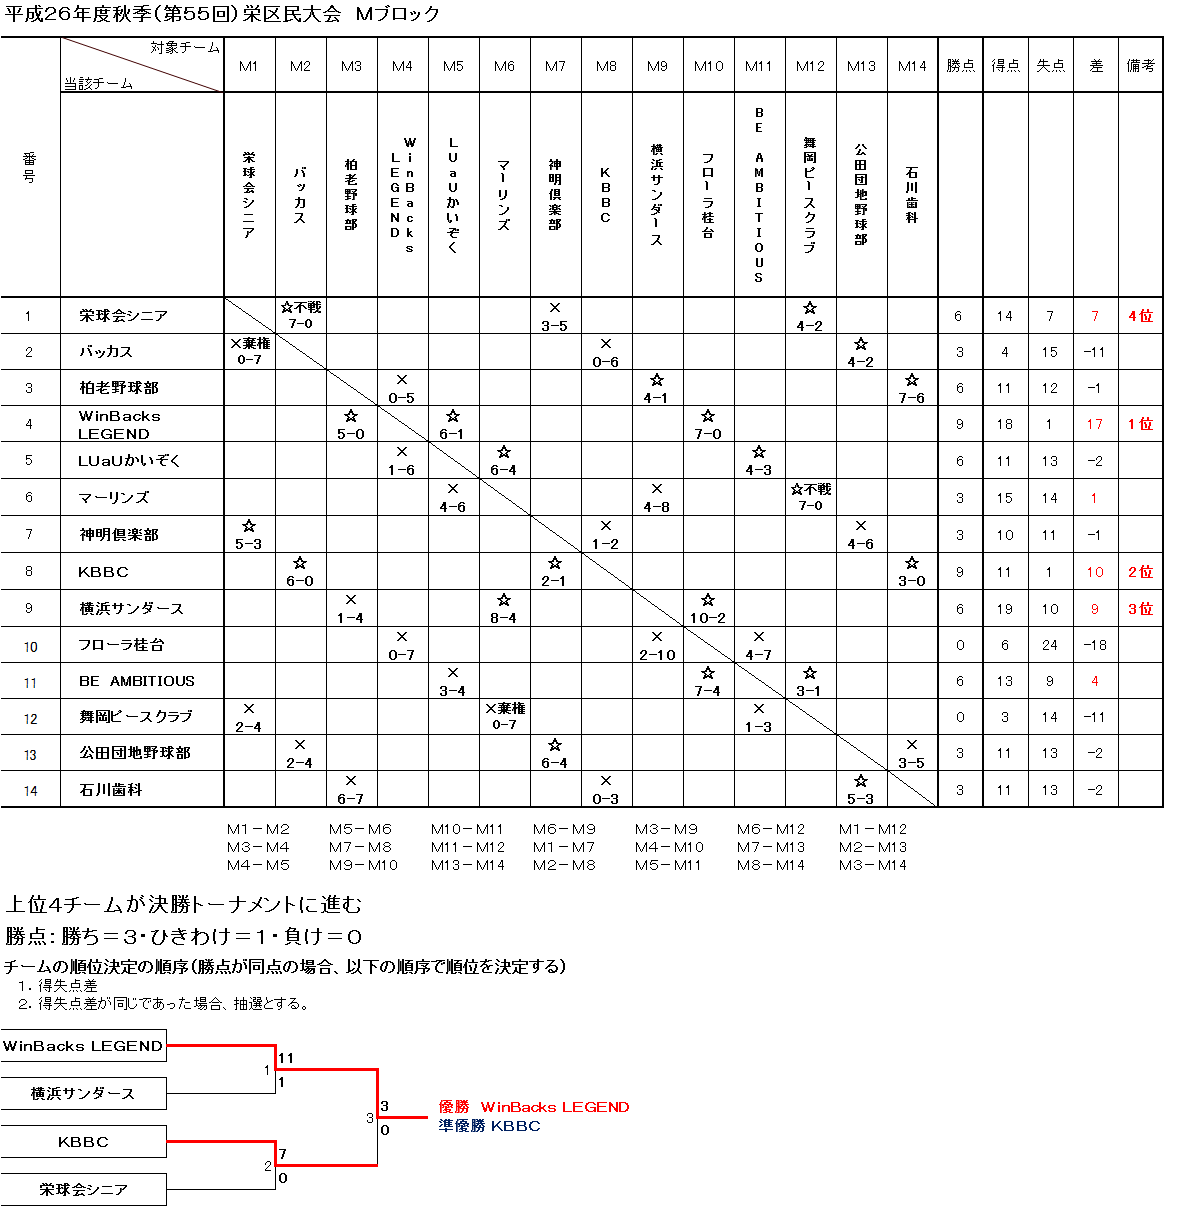 平成26年度秋季(第55回)栄区民大会 Mブロック
対象チーム
当該チーム
番号
M1 M2 M3 M4 M5 M6 M7 M8 M9 M10 M11 M12 M13 M14 勝点 得点 失点 差 備考
栄球会シニア
バッカス
柏老野球部
WinBacks
LEGEND
LUaUかいぞく
マーリンズ
神明倶楽部
KBBC
横浜サンダース
フローラ桂台
BE AMBITIOUS
舞岡ピースクラブ
公田団地野球部
石川歯科
1 栄球会シニア ☆不戦 7-0 × 3-5 ☆ 4-2 6 14 7 7 4位
2 バッカス ×棄権 0-7 × 0-6 ☆ 4-2 3 4 15 -11
3 柏老野球部 × 0-5 ☆ 4-1 ☆ 7-6 6 11 12 -1
4 WinBacks LEGEND ☆ 5-0 ☆ 6-1 ☆ 7-0 9 18 1 17 1位
5 LUaUかいぞく × 1-6 ☆ 6-4 ☆ 4-3 6 11 13 -2
6 マーリンズ × 4-6 × 4-8 ☆不戦 7-0 3 15 14 1
7 神明倶楽部 ☆ 5-3 × 1-2 × 4-6 3 10 11 -1
8 KBBC ☆ 6-0 ☆ 2-1 ☆ 3-0 9 11 1 10 2位
9 横浜サンダース × 1-4 ☆ 8-4 ☆ 10-2 6 19 10 9 3位
10 フローラ桂台 × 0-7 × 2-10 × 4-7 0 6 24 -18
11 BE AMBITIOUS × 3-4 ☆ 7-4 ☆ 3-1 6 13 9 4
12 舞岡ピースクラブ × 2-4 ×棄権 0-7 × 1-3 0 3 14 -11
13 公田団地野球部 × 2-4 ☆ 6-4 × 3-5 3 11 13 -2
14 石川歯科 × 6-7 × 0-3 ☆ 5-3 3 11 13 -2
M1-M2 M5-M6 M10-M11 M6-M9 M3-M9 M6-M12 M1-M12
M3-M4 M7-M8 M11-M12 M1-M7 M4-M10 M7-M13 M2-M13
M4-M5 M9-M10 M13-M14 M2-M8 M5-M11 M8-M14 M3-M14
上位4チームが決勝トーナメントに進む
勝点:勝ち=3・ひきわけ=1・負け=0
チームの順位決定の順序(勝点が同点の場合、以下の順序で順位を決定する)
1. 得失点差
2. 得失点差が同じであった場合、抽選とする。
WinBacks LEGEND
11
1
1
横浜サンダース
3
3
0
優勝 WinBacks LEGEND
準優勝 KBBC
KBBC
7
2
0
栄球会シニア